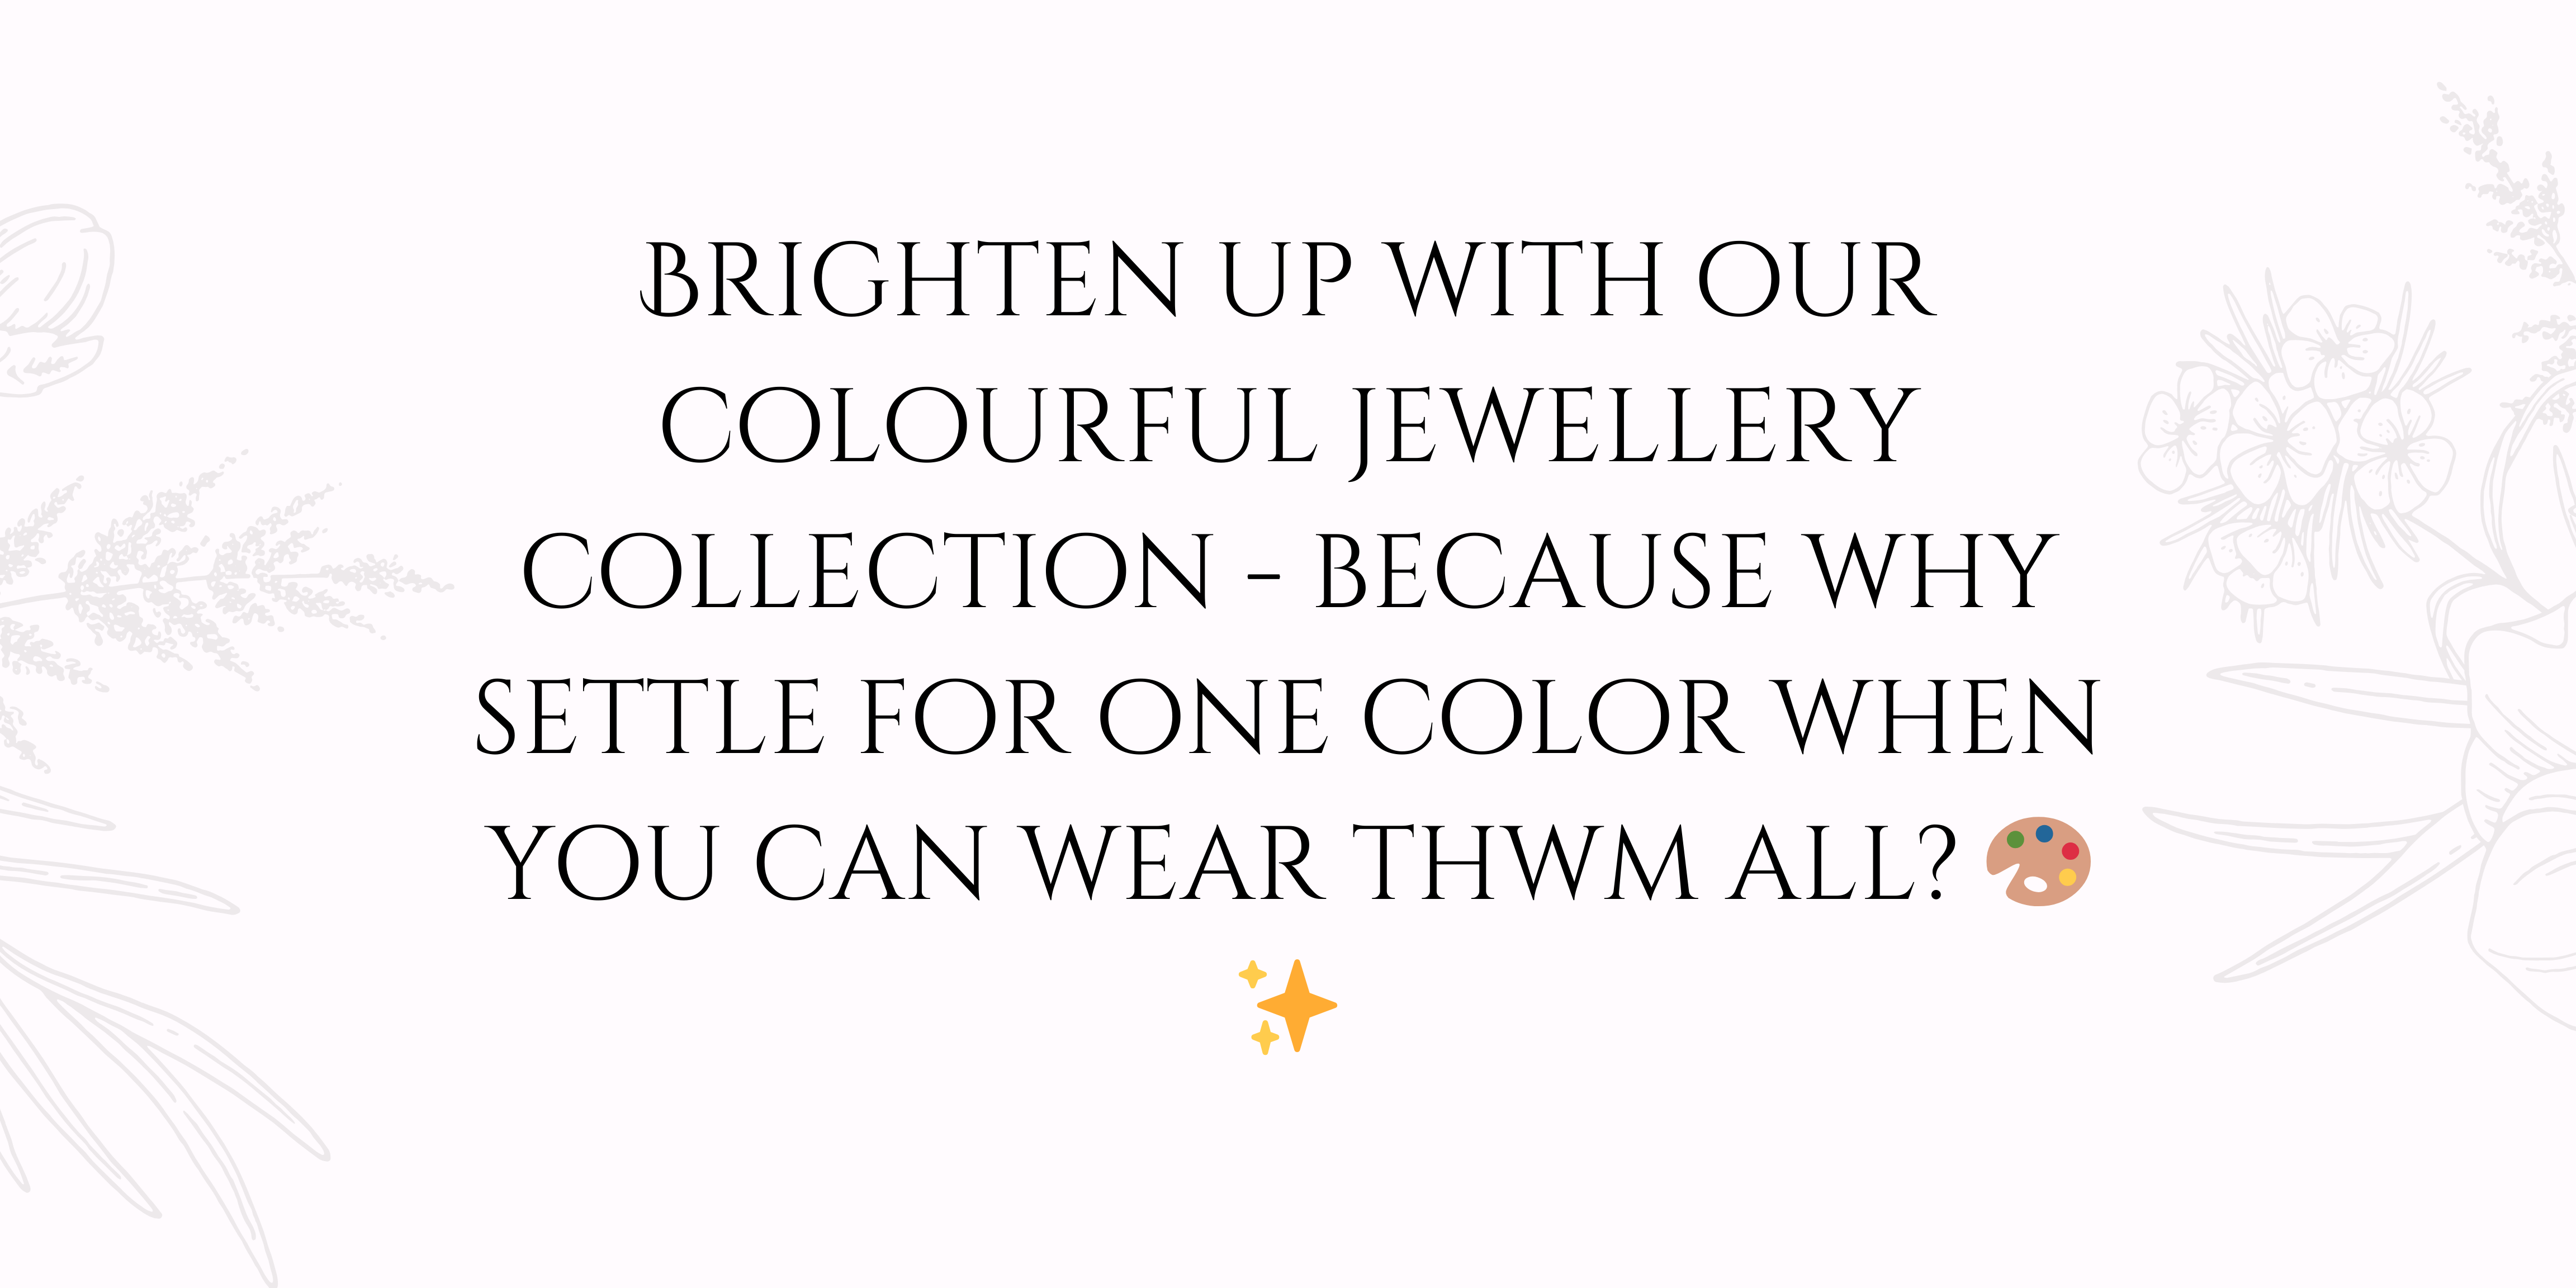 BRIGHTEN UP WITH OUR
COLOURFUL JEWELLERY
COLLECTION - BECAUSE WHY
SETTLE FOR ONE COLOR WHEN
YOU CAN WEAR THWM ALL? 🎨
✨